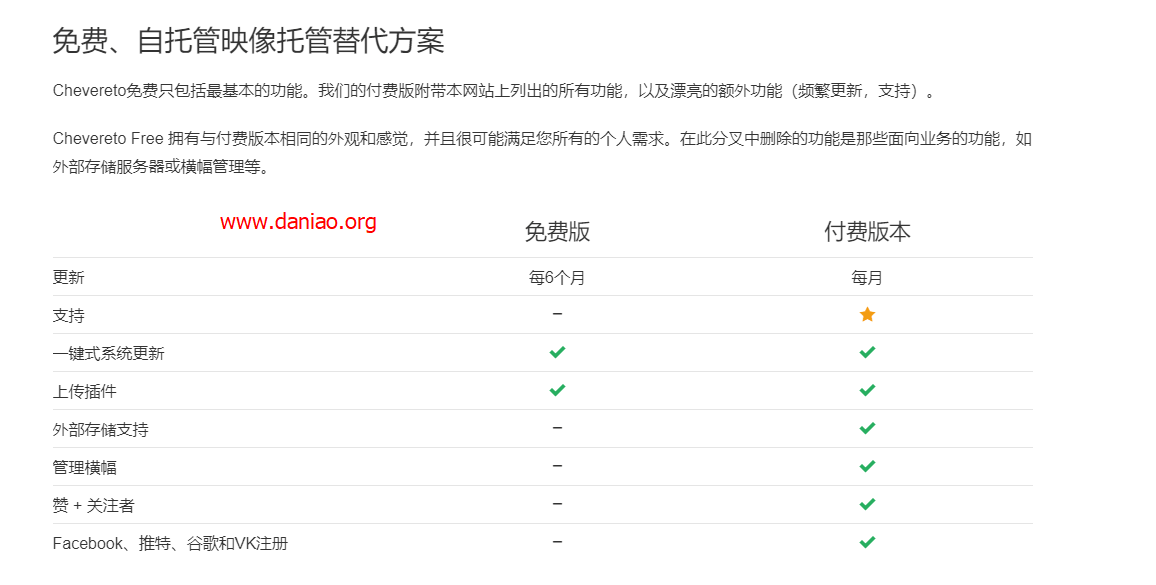 免费、自托管映像托管替代方案
Chevereto免费只包括最基本的功能。我们的付费版附带本网站上列出的所有功能，以及漂亮的额外功能（频繁更新，支持）。
Chevereto Free 拥有与付费版本相同的外观和感觉，并且很可能满足您所有的个人需求。在此分叉中删除的功能是那些面向业务的功能，如
外部存储服务器或横幅管理等。
www.daniao.org 免费版 付费版本
更新 每6个月 每月
支持 – ★
一键式系统更新 ✔ ✔
上传插件 ✔ ✔
外部存储支持 – ✔
管理横幅 – ✔
赞 + 关注者 – ✔
Facebook、推特、谷歌和VK注册 – ✔